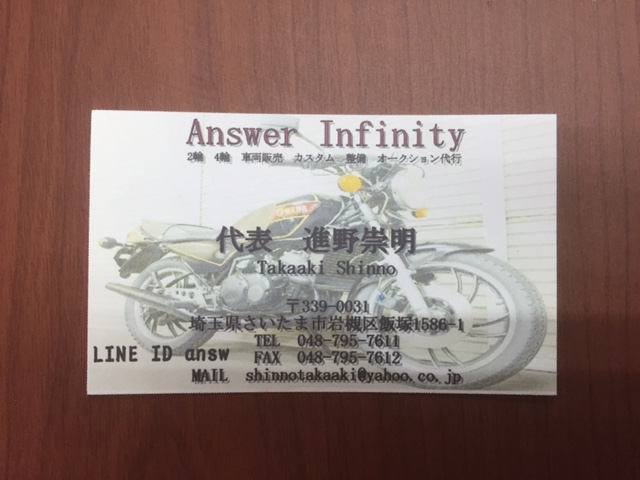 Answer Infinity
2輪 4輪 車両販売 カスタム 整備 オークション代行
YAMAHA
代表 進野崇明
Takaaki Shinno
〒339-0031
埼玉県さいたま市岩槻区飯塚1586-1
TEL 048-795-7611
LINE ID answ
FAX 048-795-7612
MAIL shinnotakaaki@yahoo.co.jp